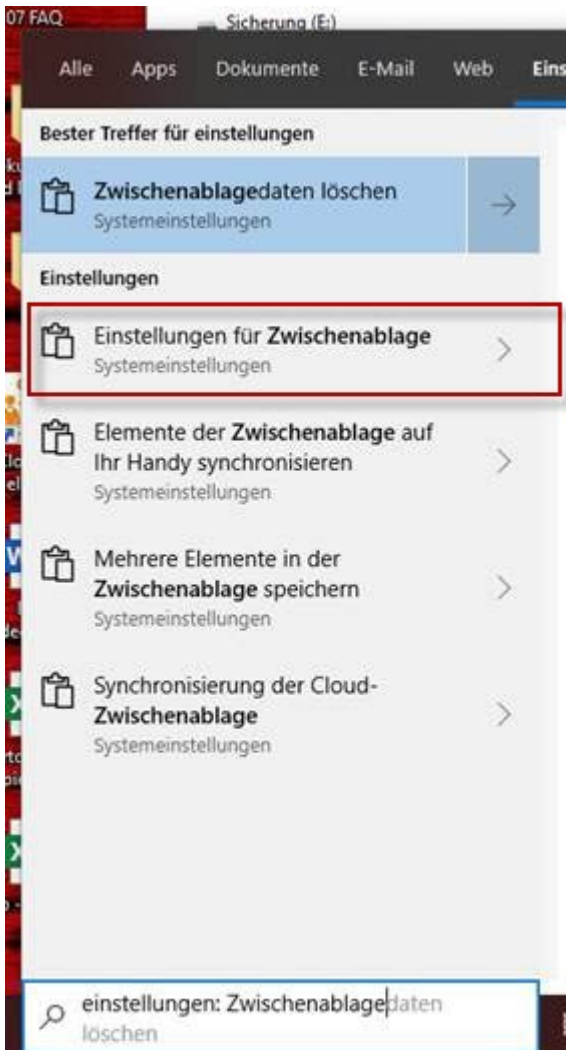 07 FAQ
Sicherung (E:)
Alle Apps Dokumente E-Mail Web Eins
Bester Treffer für einstellungen
Zwischenablagedaten löschen
Systemeinstellungen
Einstellungen
Einstellungen für Zwischenablage
Systemeinstellungen
Elemente der Zwischenablage auf
Ihr Handy synchronisieren
Systemeinstellungen
Mehrere Elemente in der
Zwischenablage speichern
Systemeinstellungen
Synchronisierung der Cloud-
Zwischenablage
Systemeinstellungen
einstellungen: Zwischenablagedaten
löschen